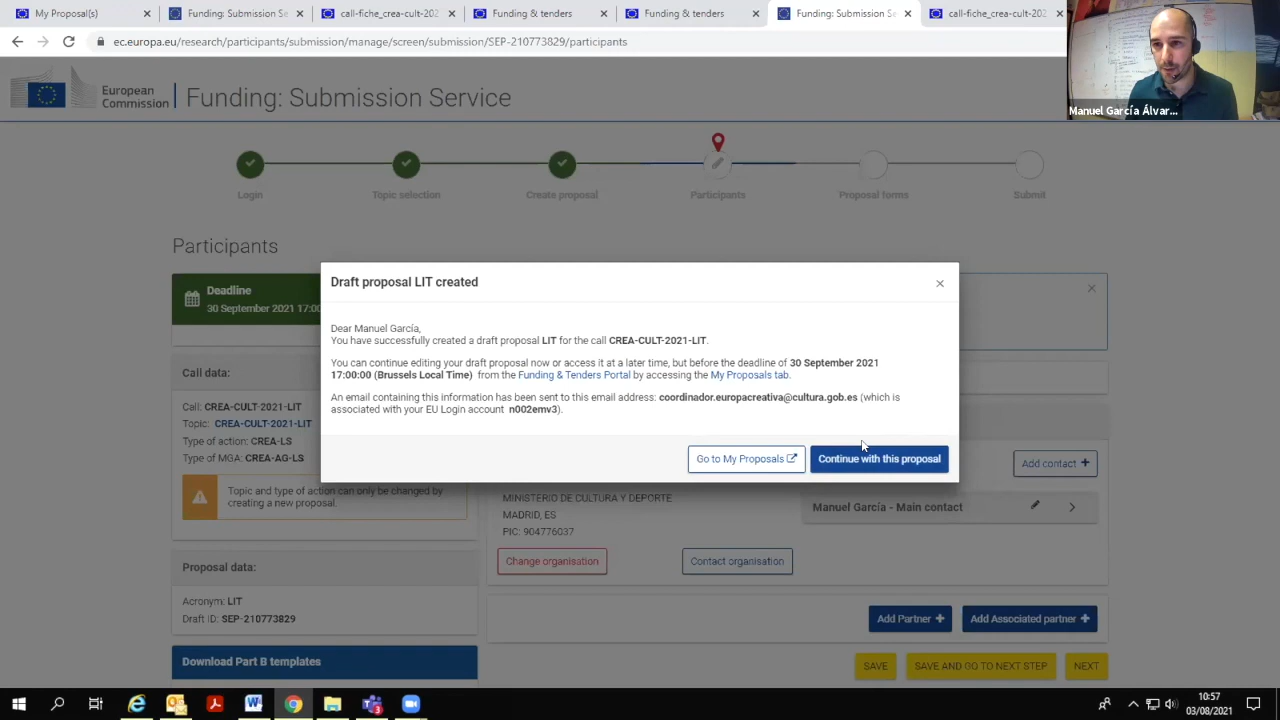 My Proposal(s)
Funding: Submission Se
call-fiche_crea-cult-202
Funding & tenders
Funding & tenders
Funding: Submission Se
call-fiche_crea-cult-202
ec.europa.eu/research/participants/submission/manage/screen/submission/create-draft/SEP-210773829/participants
Manuel García Álvar...
European
Commission
Funding: Submission Service
Login
Topic selection
Create proposal
Participants
Proposal forms
Submit
Participants
Deadline
30 September 2021 17:00
Draft proposal LIT created
Dear Manuel García,
You have successfully created a draft proposal LIT for the call CREA-CULT-2021-LIT.
You can continue editing your draft proposal now or access it at a later time, but before the deadline of 30 September 2021
17:00:00 (Brussels Local Time) from the Funding & Tenders Portal by accessing the My Proposals tab.
An email containing this information has been sent to this email address: coordinador.europacreativa@cultura.gob.es (which is
associated with your EU Login account n002emv3).
Go to My Proposals
Continue with this proposal
Call data:
Call: CREA-CULT-2021-LIT
Topic: CREA-CULT-2021-LIT
Type of action: CREA-LS
Type of MGA: CREA-AG-LS
Topic and type of action can only be changed by
creating a new proposal.
Add contact
MINISTERIO DE CULTURA Y DEPORTE
MADRID, ES
PIC: 904776037
Manuel García - Main contact
Change organisation
Contact organisation
Proposal data:
Acronym: LIT
Draft ID: SEP-210773829
Add Partner
Add Associated partner
Download Part B templates
SAVE
SAVE AND GO TO NEXT STEP
NEXT
10:57
03/08/2021